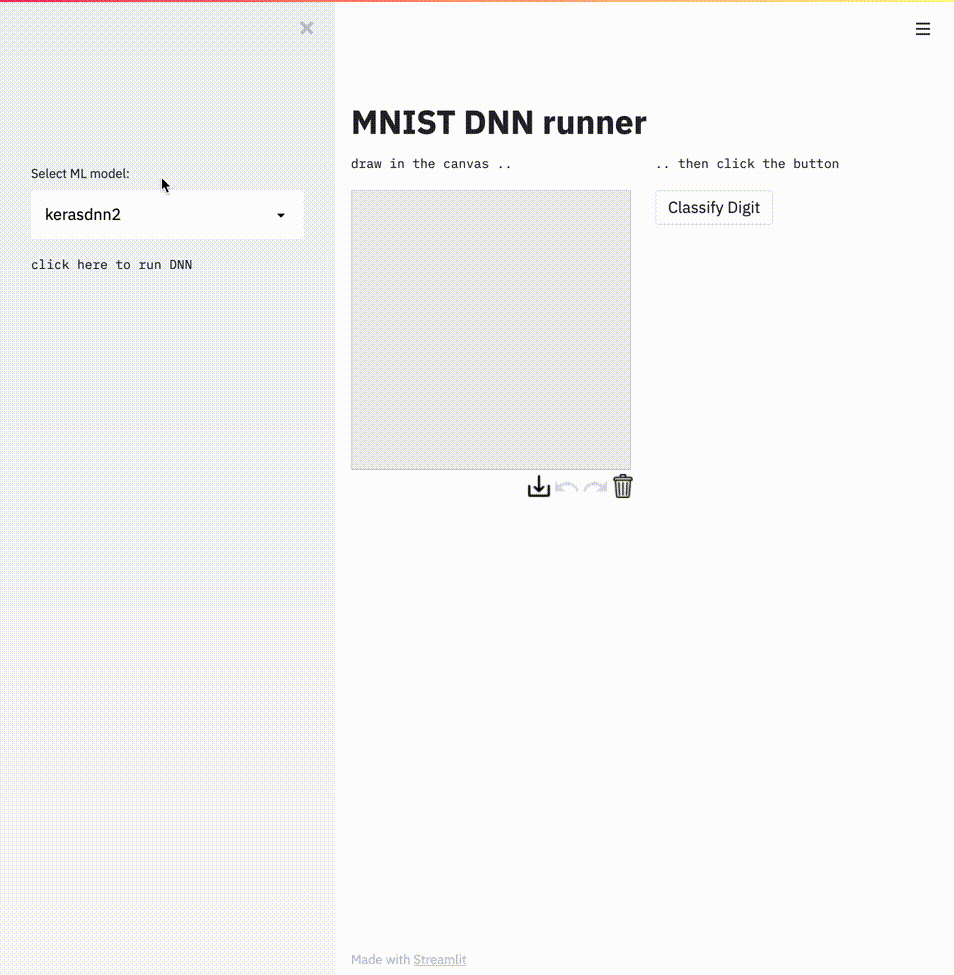 Select ML model:
kerasdnn2
click here to run DNN
MNIST DNN runner
draw in the canvas ..
.. then click the button
Classify Digit
Made with Streamlit